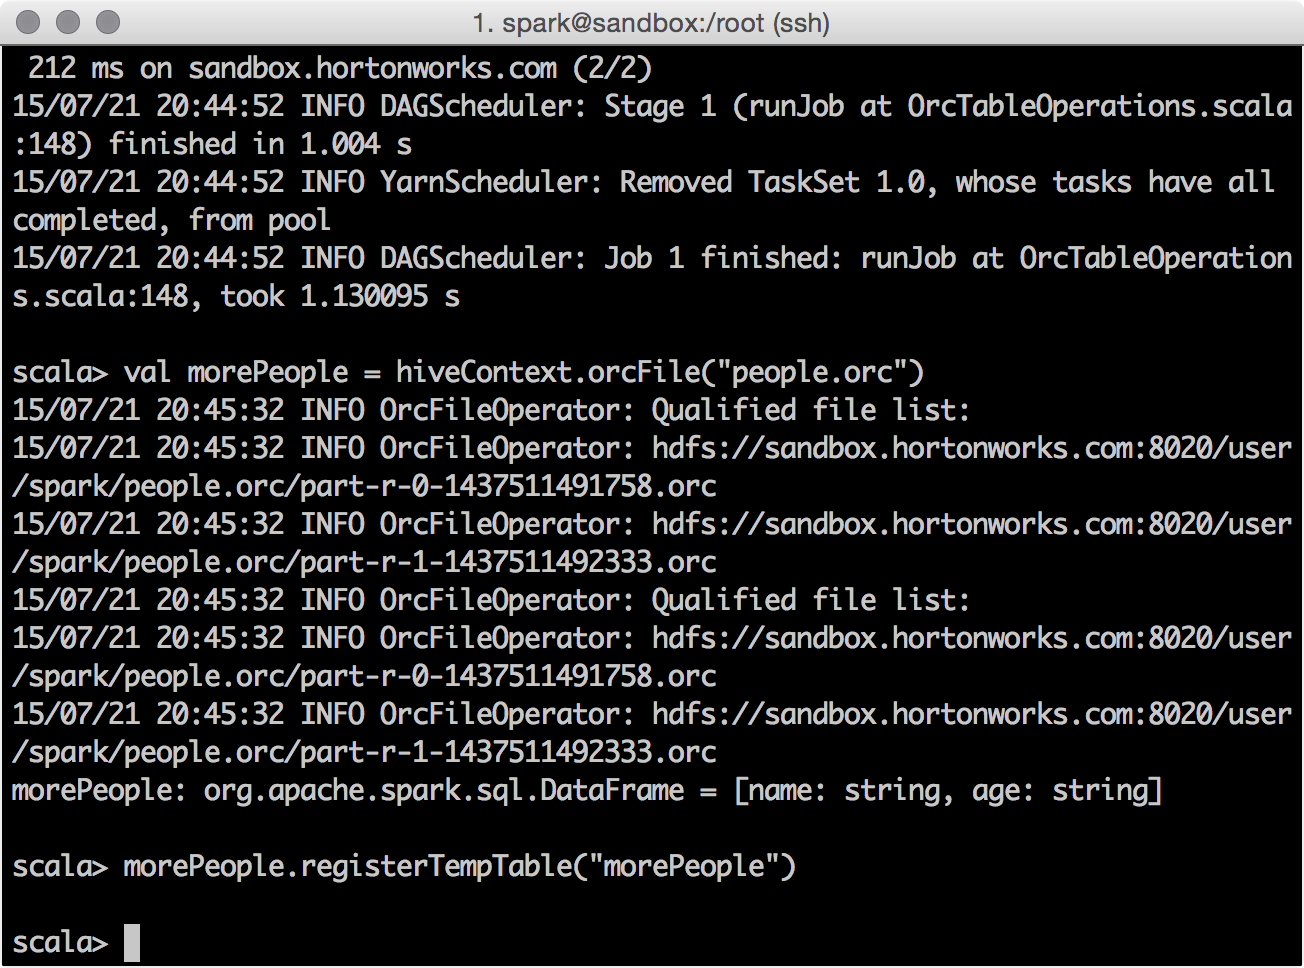 1. spark@sandbox:/root (ssh)
 212 ms on sandbox.hortonworks.com (2/2)
15/07/21 20:44:52 INFO DAGScheduler: Stage 1 (runJob at OrcTableOperations.scala
:148) finished in 1.004 s
15/07/21 20:44:52 INFO YarnScheduler: Removed TaskSet 1.0, whose tasks have all
completed, from pool
15/07/21 20:44:52 INFO DAGScheduler: Job 1 finished: runJob at OrcTableOperation
s.scala:148, took 1.130095 s
scala> val morePeople = hiveContext.orcFile("people.orc")
15/07/21 20:45:32 INFO OrcFileOperator: Qualified file list:
15/07/21 20:45:32 INFO OrcFileOperator: hdfs://sandbox.hortonworks.com:8020/user
/spark/people.orc/part-r-0-1437511491758.orc
15/07/21 20:45:32 INFO OrcFileOperator: hdfs://sandbox.hortonworks.com:8020/user
/spark/people.orc/part-r-1-1437511492333.orc
15/07/21 20:45:32 INFO OrcFileOperator: Qualified file list:
15/07/21 20:45:32 INFO OrcFileOperator: hdfs://sandbox.hortonworks.com:8020/user
/spark/people.orc/part-r-0-1437511491758.orc
15/07/21 20:45:32 INFO OrcFileOperator: hdfs://sandbox.hortonworks.com:8020/user
/spark/people.orc/part-r-1-1437511492333.orc
morePeople: org.apache.spark.sql.DataFrame = [name: string, age: string]
scala> morePeople.registerTempTable("morePeople")
scala>